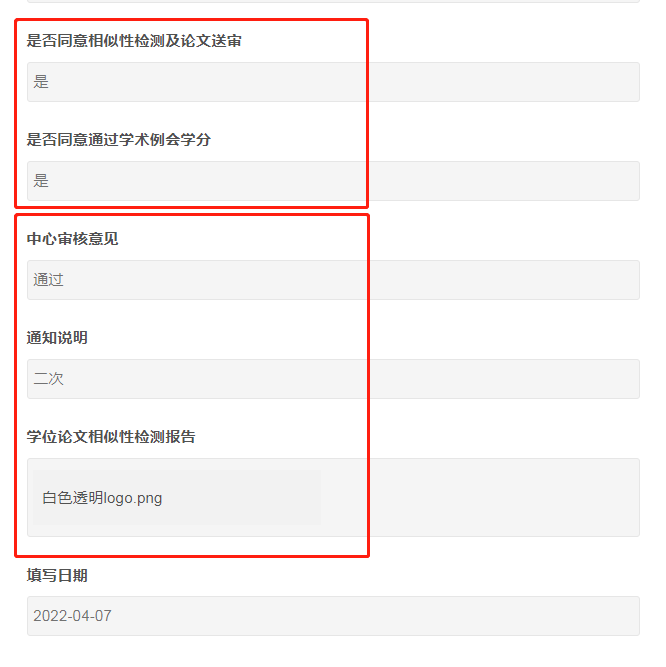 是否同意相似性检测及论文送审
是
是否同意通过学术例会学分
是
中心审核意见
通过
通知说明
二次
学位论文相似性检测报告
白色透明logo.png
填写日期
2022-04-07